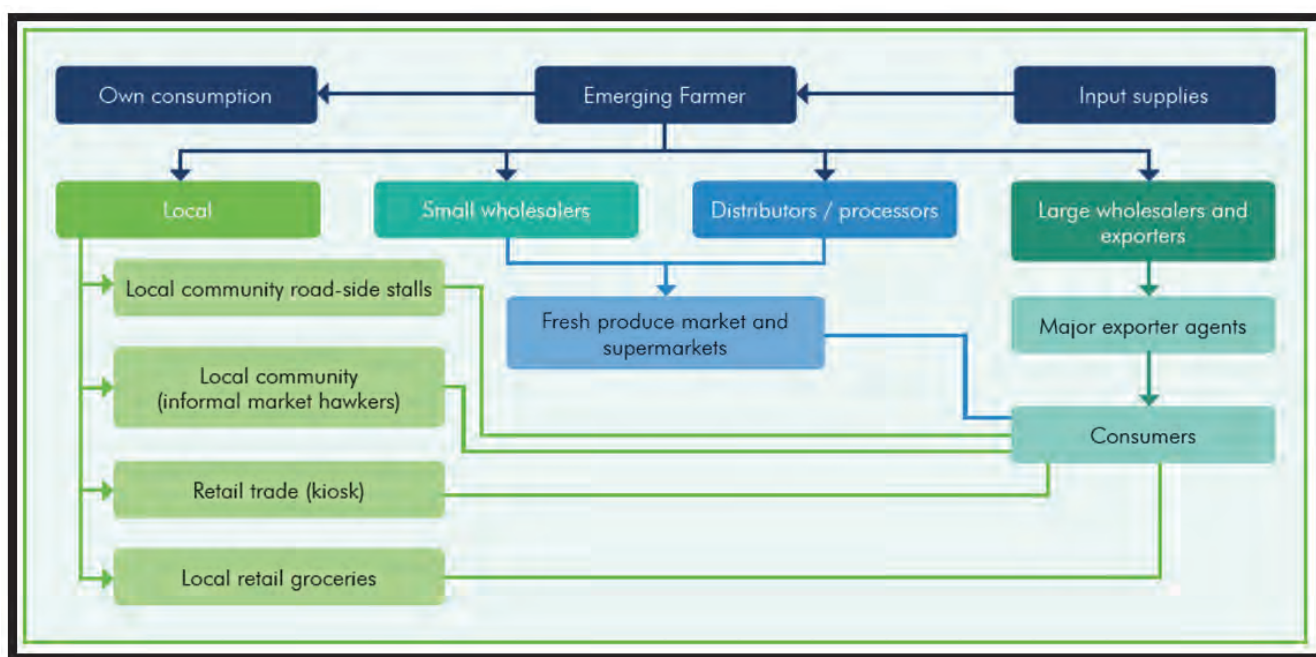 Own consumption
Emerging Farmer
Input supplies
Local
Small wholesalers
Distributors / processors
Large wholesalers and
exporters
Local community road-side stalls
Fresh produce market and
supermarkets
Major exporter agents
Local community
(informal market hawkers)
Consumers
Retail trade (kiosk)
Local retail groceries